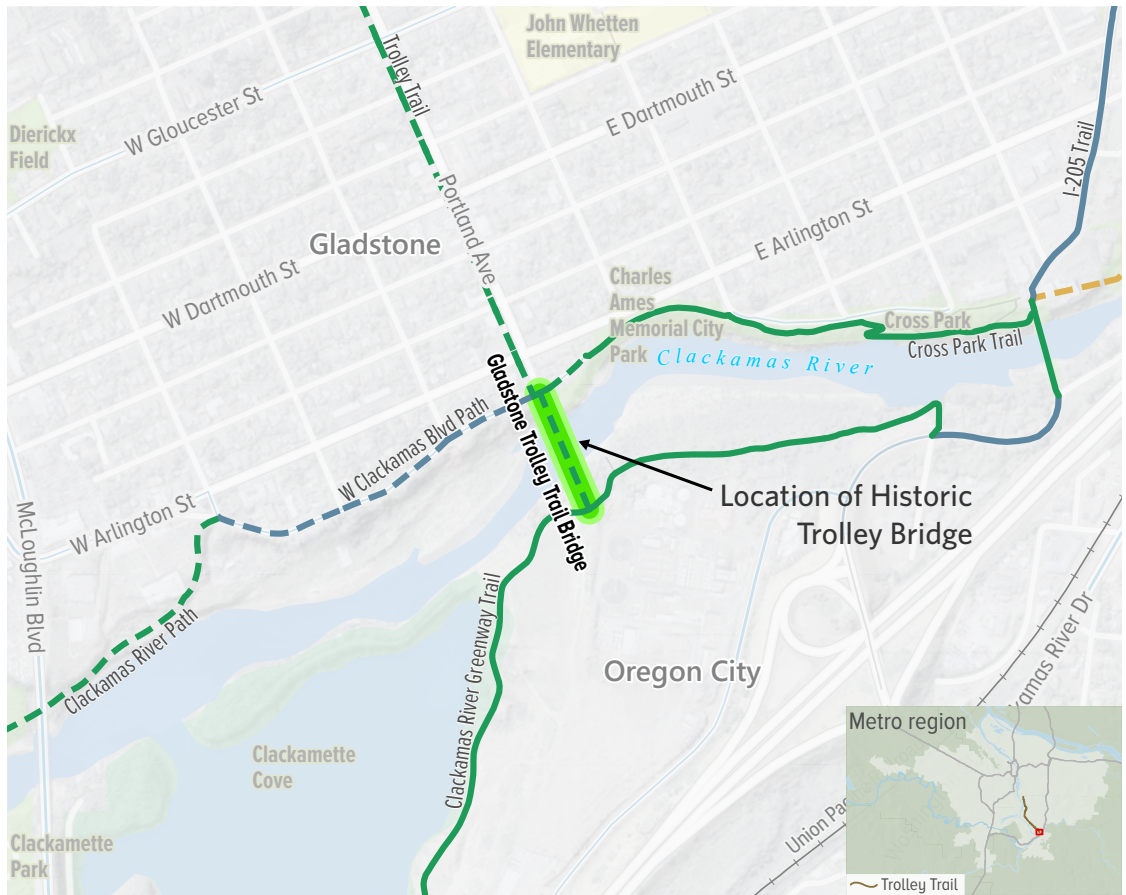 John Whetten
Elementary
Trolley Trail
W Gloucester St
E Dartmouth St
Dierickx
Field
I-205 Trail
Portland Ave
E Arlington St
Gladstone
W Dartmouth St
Charles
Ames
Memorial City
Park
Cross Park
Cross Park Trail
Clackamas River
Gladstone Trolley Trail Bridge
W Clackamas Blvd Path
Location of Historic
Trolley Bridge
McLoughlin Blvd
W Arlington St
Clackamas River Path
Clackamas River Greenway Trail
Oregon City
kamas River Dr
Clackamette
Cove
Union Pac
Clackamette
Park
Metro region
Trolley Trail